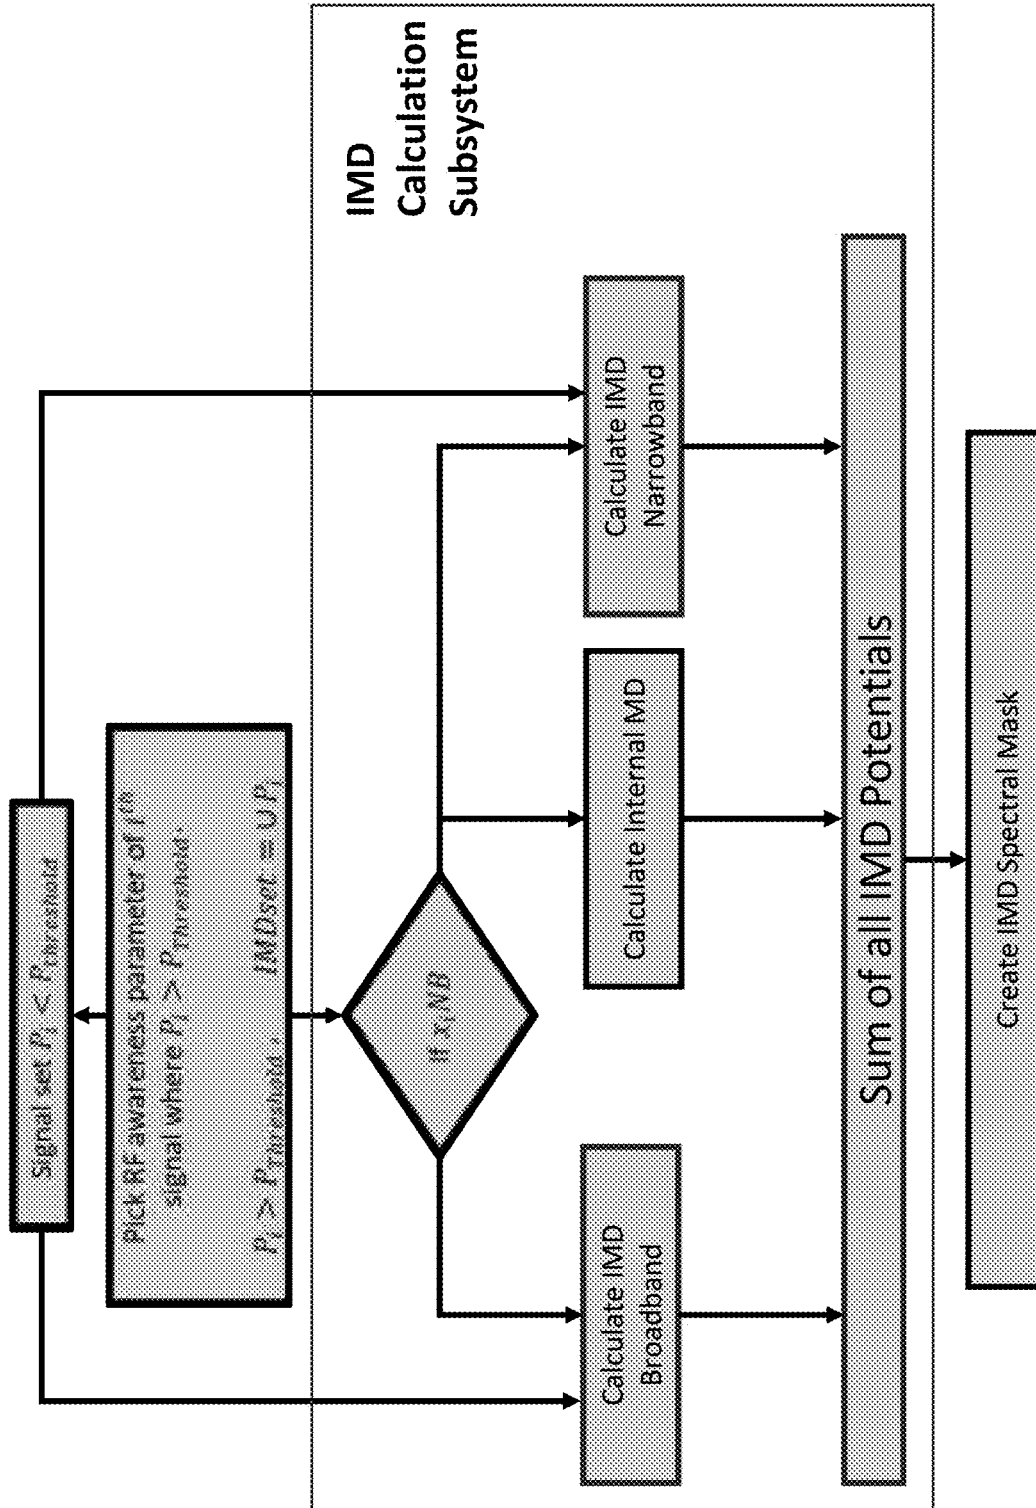 Signal set P_i < P_Threshold
Pick RF awareness parameter of i^th
signal where P_i > P_Threshold.
P_i > P_Threshold, IMDset = ∪P_i
IMD
Calculation
Subsystem
If x_i NB
Calculate IMD
Broadband
Calculate Internal MD
Calculate IMD
Narrowband
Sum of all IMD Potentials
Create IMD Spectral Mask